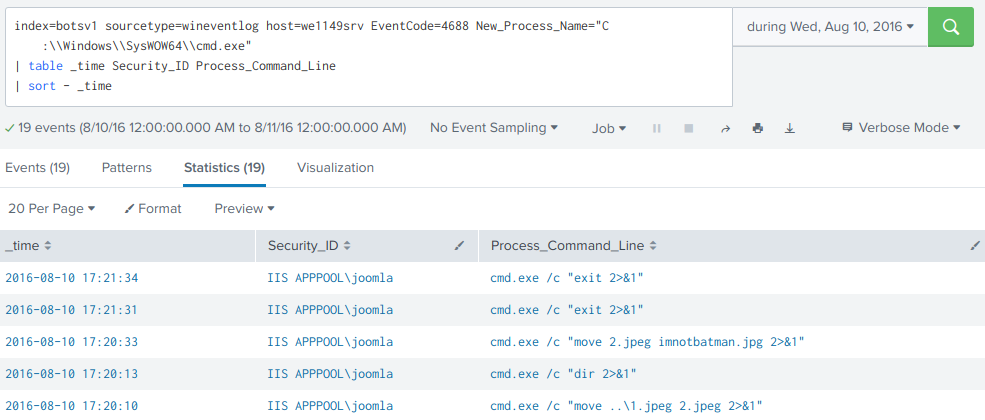 index=botsv1 sourcetype=wineventlog host=we1149srv EventCode=4688 New_Process_Name="C
:\\Windows\\SysWOW64\\cmd.exe"
| table _time Security_ID Process_Command_Line
| sort - _time
during Wed, Aug 10, 2016
19 events (8/10/16 12:00:00.000 AM to 8/11/16 12:00:00.000 AM) No Event Sampling Job Verbose Mode
Events (19) Patterns Statistics (19) Visualization
20 Per Page Format Preview
_time Security_ID Process_Command_Line
2016-08-10 17:21:34 IIS APPPOOL\joomla cmd.exe /c "exit 2>&1"
2016-08-10 17:21:31 IIS APPPOOL\joomla cmd.exe /c "exit 2>&1"
2016-08-10 17:20:33 IIS APPPOOL\joomla cmd.exe /c "move 2.jpeg imnotbatman.jpg 2>&1"
2016-08-10 17:20:13 IIS APPPOOL\joomla cmd.exe /c "dir 2>&1"
2016-08-10 17:20:10 IIS APPPOOL\joomla cmd.exe /c "move ..\1.jpeg 2.jpeg 2>&1"